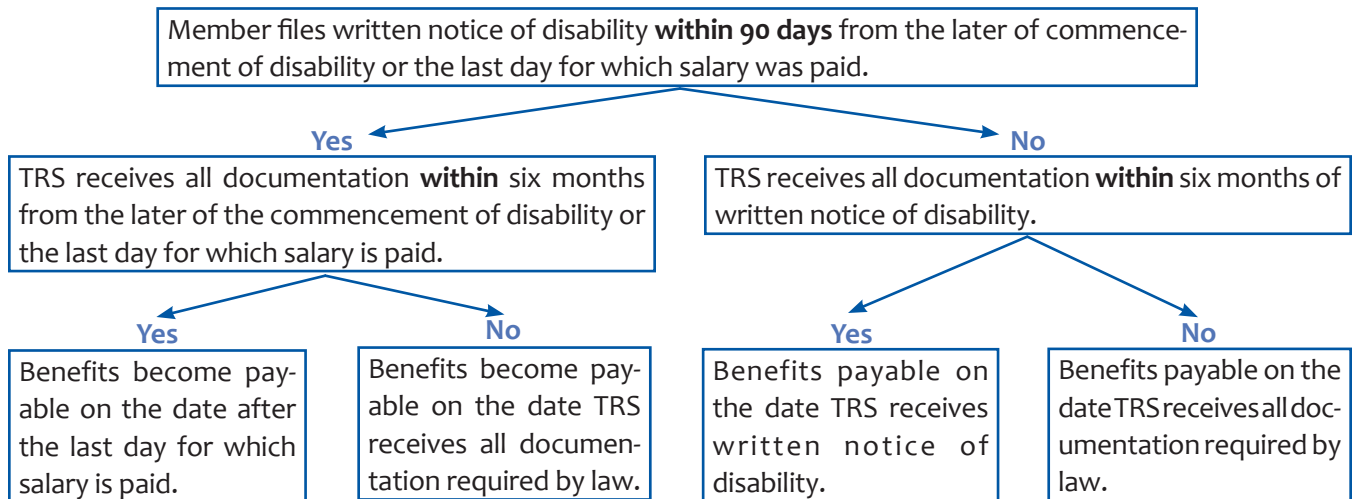 Member files written notice of disability within 90 days from the later of commence-
ment of disability or the last day for which salary was paid.
Yes
No
TRS receives all documentation within six months
from the later of the commencement of disability or
the last day for which salary is paid.
TRS receives all documentation within six months of
written notice of disability.
Yes
No
Yes
No
Benefits become pay-
able on the date after
the last day for which
salary is paid.
Benefits become pay-
able on the date TRS
receives all documen-
tation required by law.
Benefits payable on
the date TRS receives
written notice of
disability.
Benefits payable on the
date TRS receives all doc-
umentation required by
law.